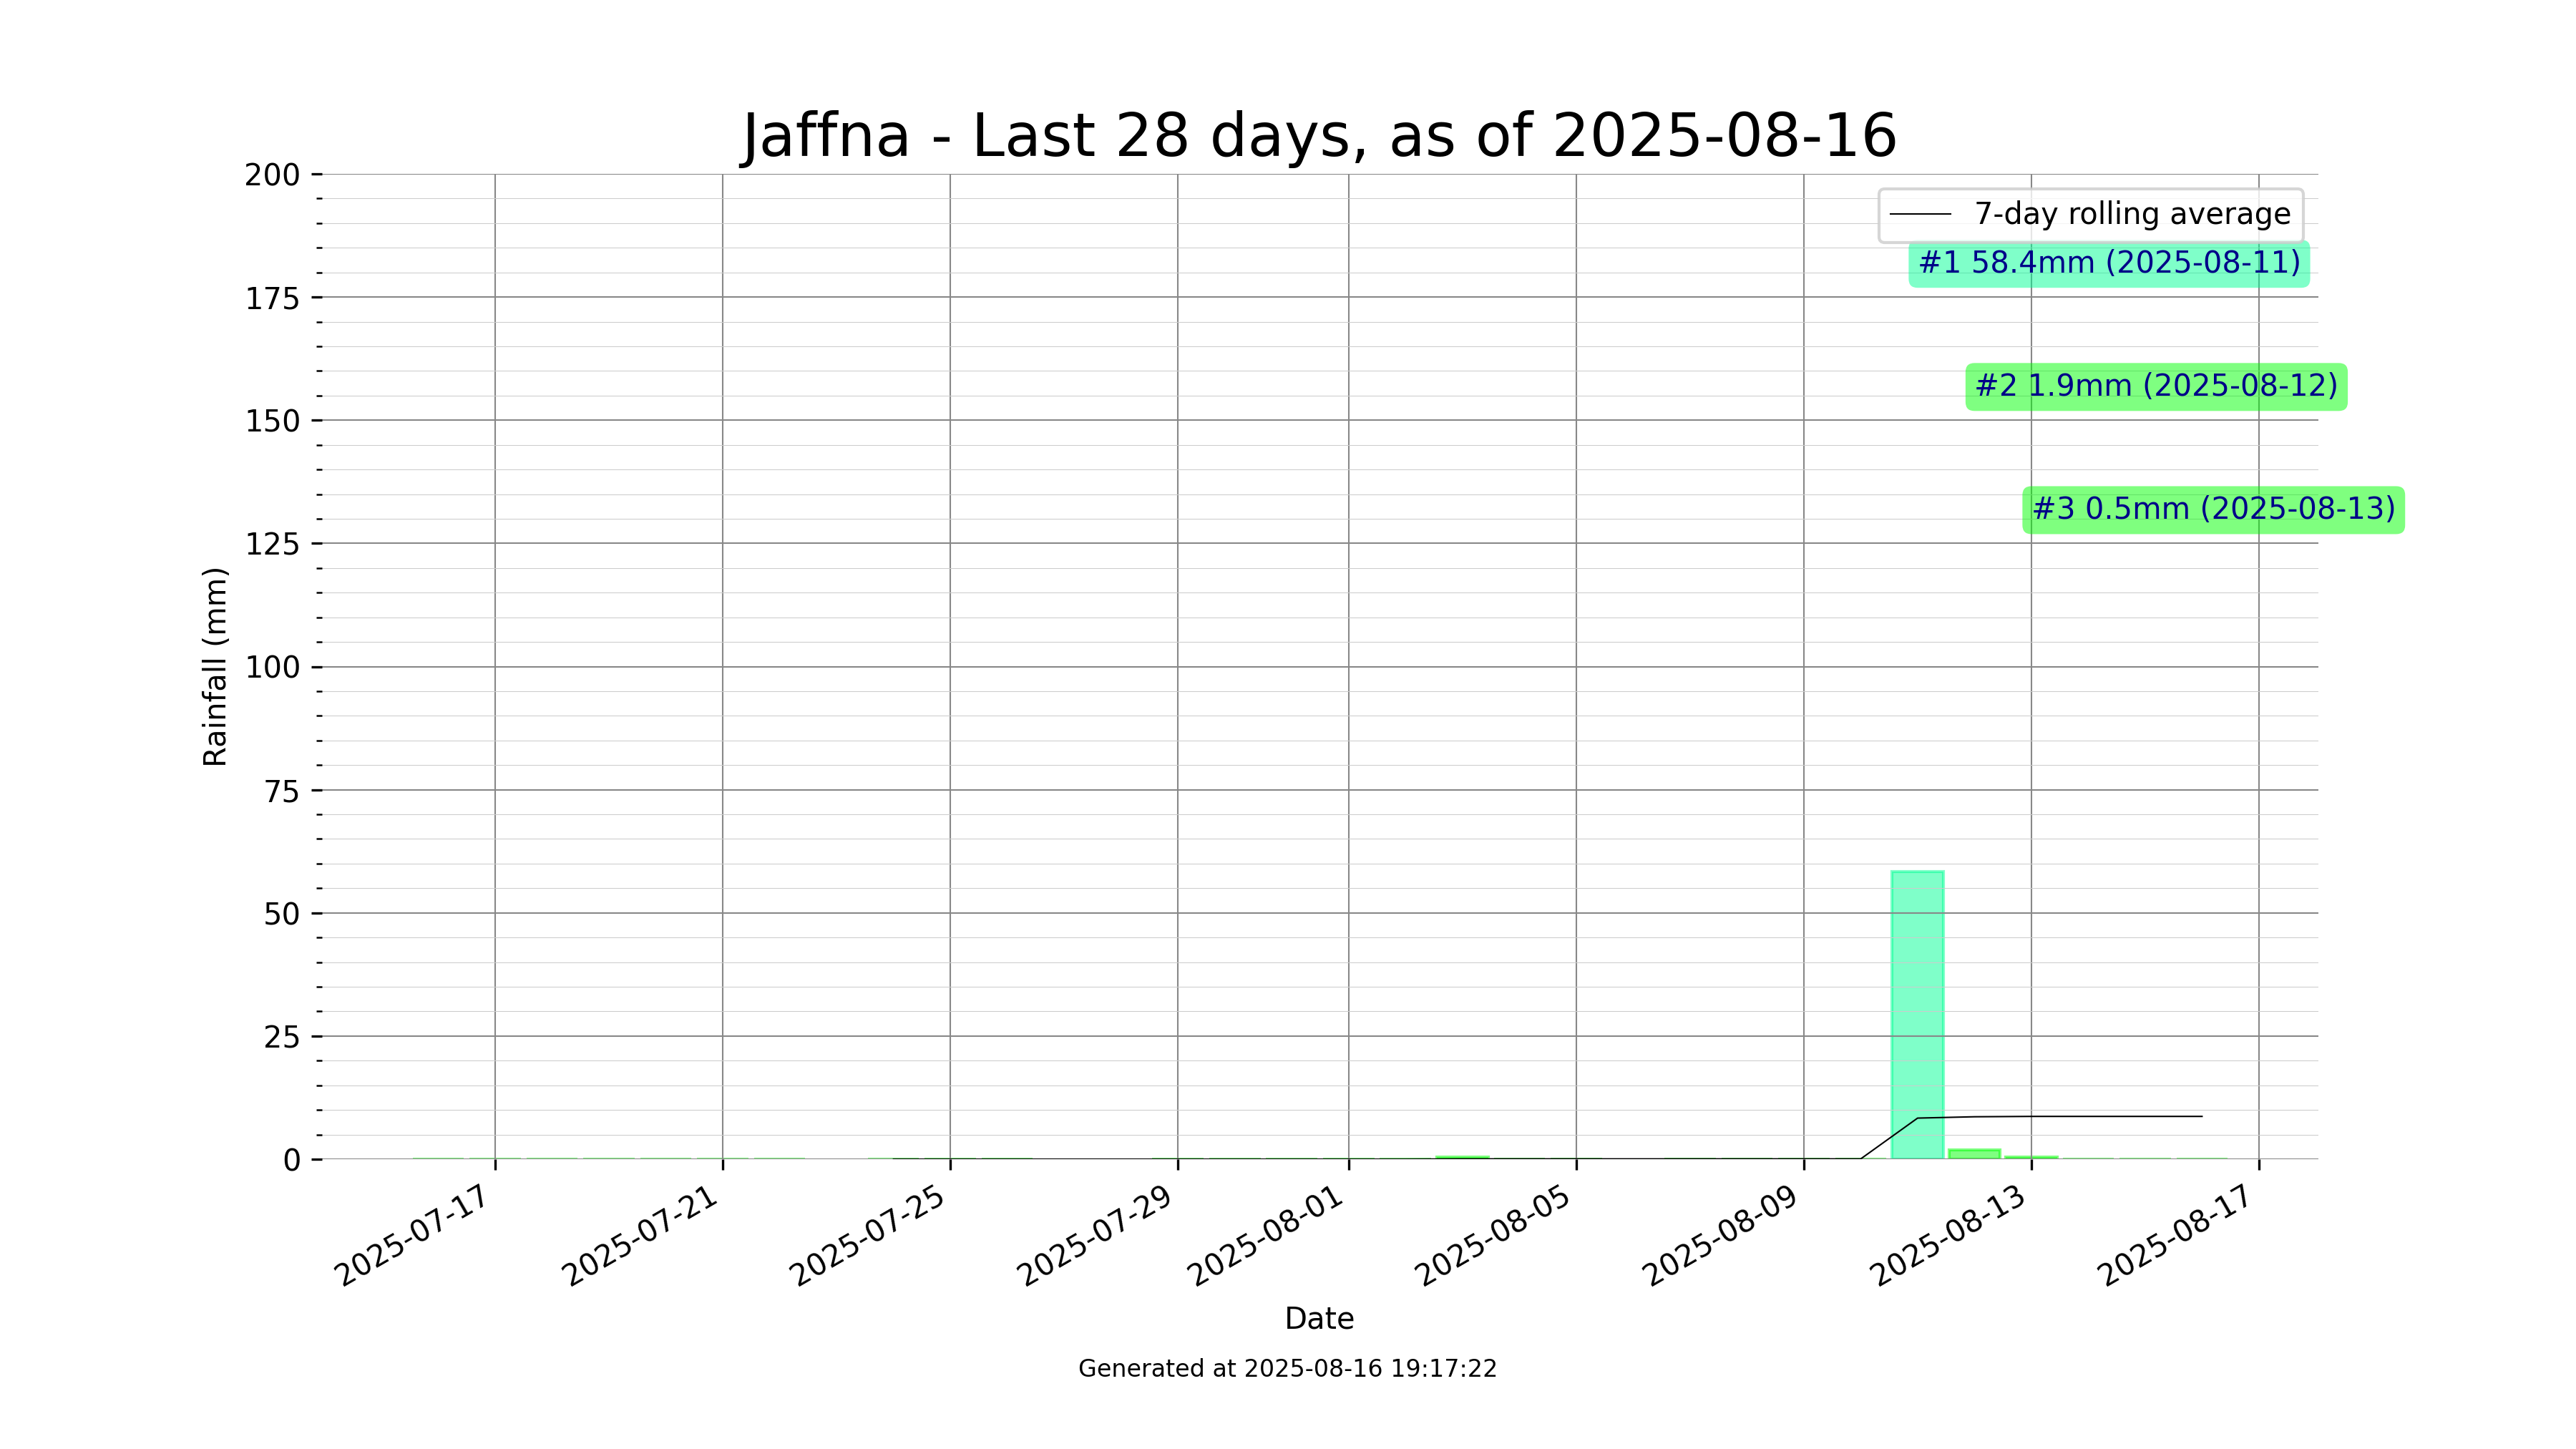 Jaffna - Last 28 days, as of 2025-08-16
200
175
150
125
100
75
50
25
0
Rainfall (mm)
7-day rolling average
#1 58.4mm (2025-08-11)
#2 1.9mm (2025-08-12)
#3 0.5mm (2025-08-13)
2025-07-17
2025-07-21
2025-07-25
2025-07-29
2025-08-01
2025-08-05
2025-08-09
2025-08-13
2025-08-17
Date
Generated at 2025-08-16 19:17:22